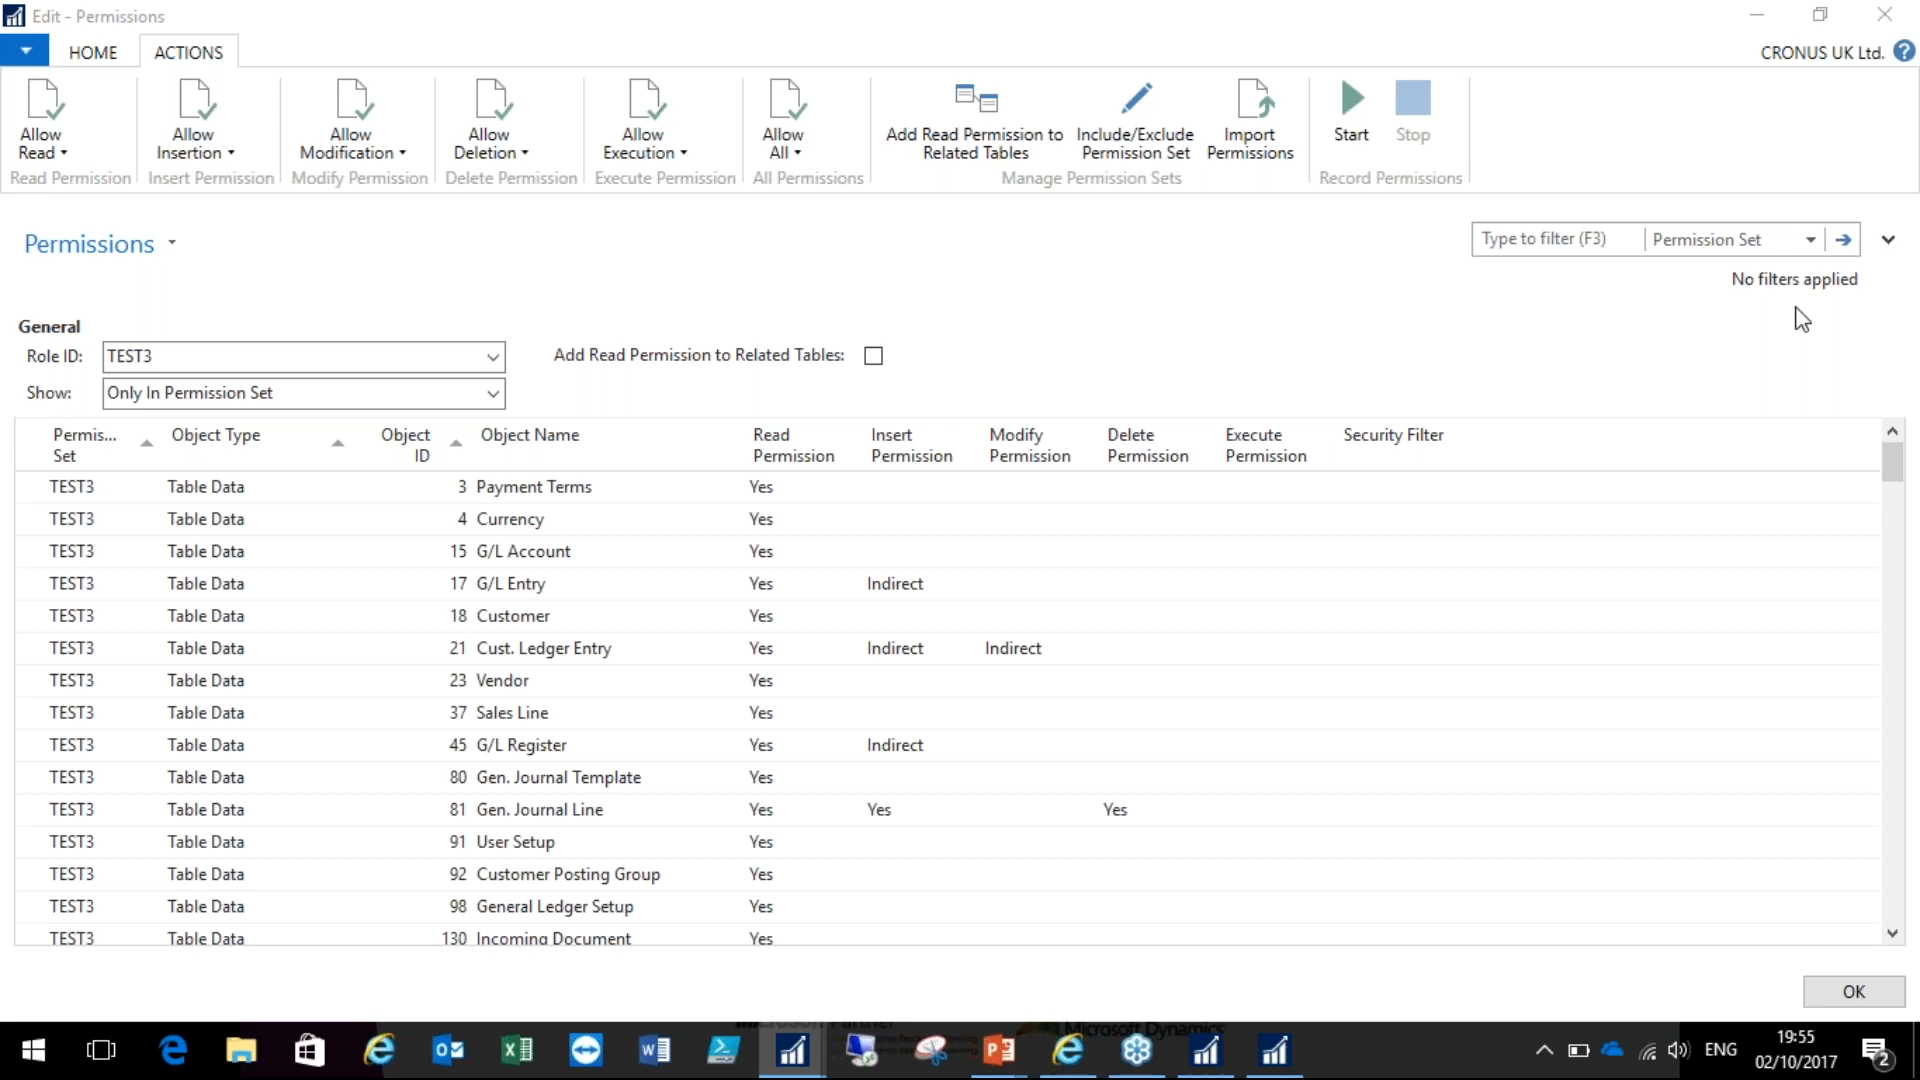 Edit - Permissions
HOME ACTIONS CRONUS UK Ltd. ?
Allow Read
Read Permission
Allow Insertion
Insert Permission
Allow Modification
Modify Permission
Allow Deletion
Delete Permission
Allow Execution
Execute Permission
Allow All
All Permissions
Add Read Permission to Related Tables
Include/Exclude Permission Set
Import Permissions
Manage Permission Sets
Start Stop
Record Permissions
Permissions
Type to filter (F3) Permission Set
No filters applied
General
Role ID: TEST3 Add Read Permission to Related Tables:
Show: Only In Permission Set
Permis... Set Object Type Object ID Object Name Read Permission Insert Permission Modify Permission Delete Permission Execute Permission Security Filter
TEST3 Table Data 3 Payment Terms Yes
TEST3 Table Data 4 Currency Yes
TEST3 Table Data 15 G/L Account Yes
TEST3 Table Data 17 G/L Entry Yes Indirect
TEST3 Table Data 18 Customer Yes
TEST3 Table Data 21 Cust. Ledger Entry Yes Indirect Indirect
TEST3 Table Data 23 Vendor Yes
TEST3 Table Data 37 Sales Line Yes
TEST3 Table Data 45 G/L Register Yes Indirect
TEST3 Table Data 80 Gen. Journal Template Yes
TEST3 Table Data 81 Gen. Journal Line Yes Yes Yes
TEST3 Table Data 91 User Setup Yes
TEST3 Table Data 92 Customer Posting Group Yes
TEST3 Table Data 98 General Ledger Setup Yes
TEST3 Table Data 130 Incoming Document Yes
OK
Microsoft Dynamics
ENG
19:55
02/10/2017
2